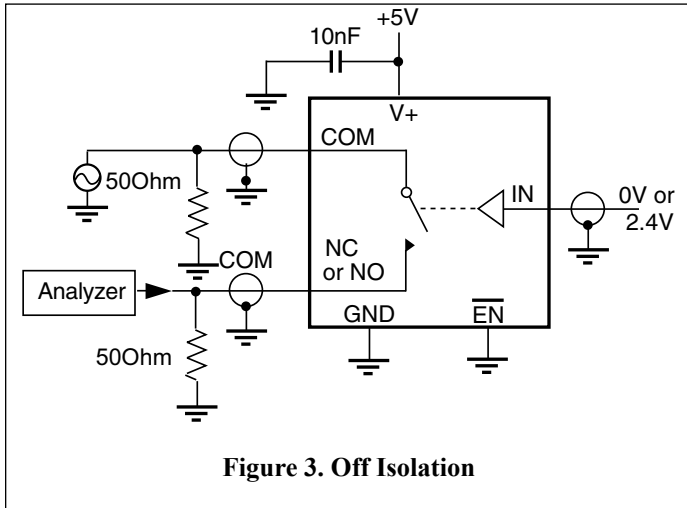 +5V
10nF
V+
COM
50Ohm
IN
0V or
2.4V
NC
or NO
COM
Analyzer
GND
EN
50Ohm
Figure 3. Off Isolation